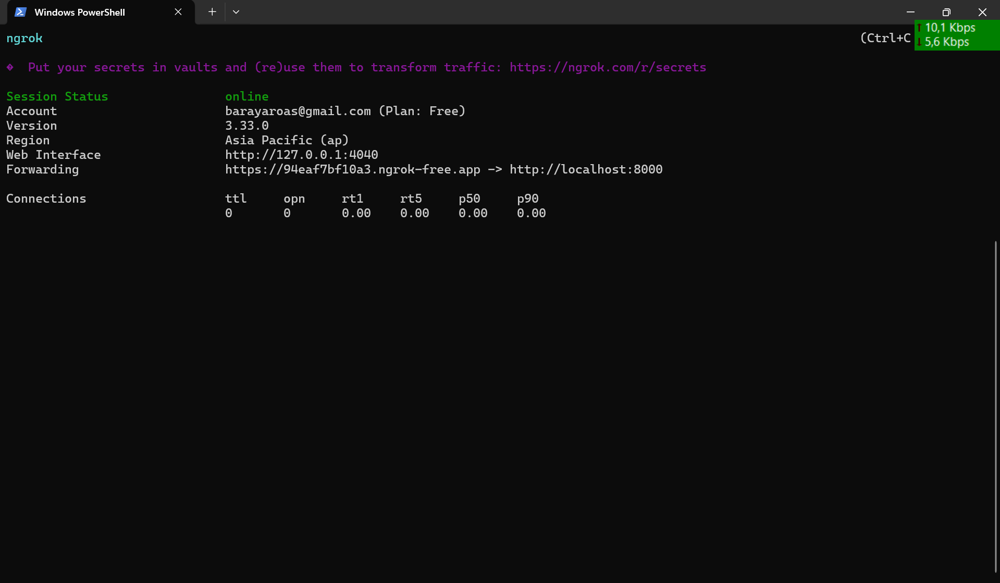 Windows PowerShell
ngrok (Ctrl+C
↑ 10,1 Kbps
↓ 5,6 Kbps
� Put your secrets in vaults and (re)use them to transform traffic: https://ngrok.com/r/secrets
Session Status online
Account barayaroas@gmail.com (Plan: Free)
Version 3.33.0
Region Asia Pacific (ap)
Web Interface http://127.0.0.1:4040
Forwarding https://94eaf7bf10a3.ngrok-free.app -> http://localhost:8000
Connections ttl opn rt1 rt5 p50 p90
0 0 0.00 0.00 0.00 0.00